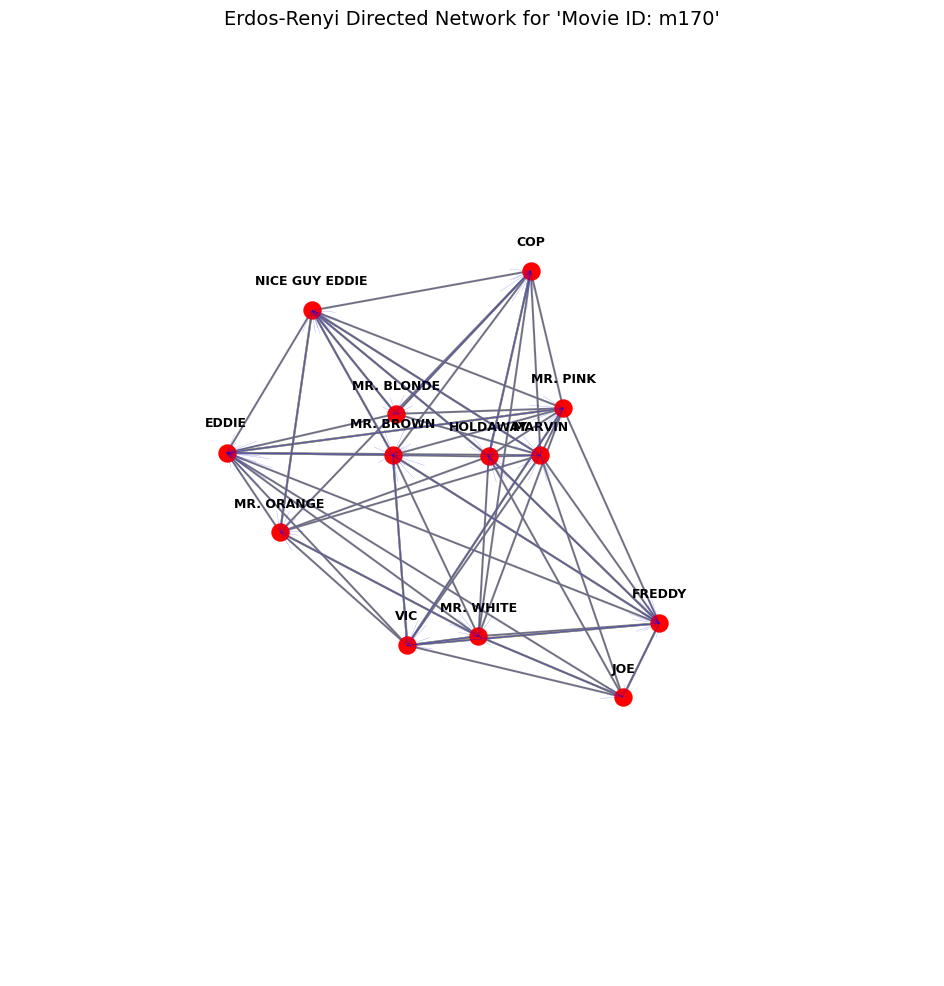 Erdos-Renyi Directed Network for 'Movie ID: m170'
COP
NICE GUY EDDIE
MR. PINK
MR. BLONDE
EDDIE
MR. BROWN
HOLDAWAY
MARVIN
MR. ORANGE
FREDDY
MR. WHITE
VIC
JOE